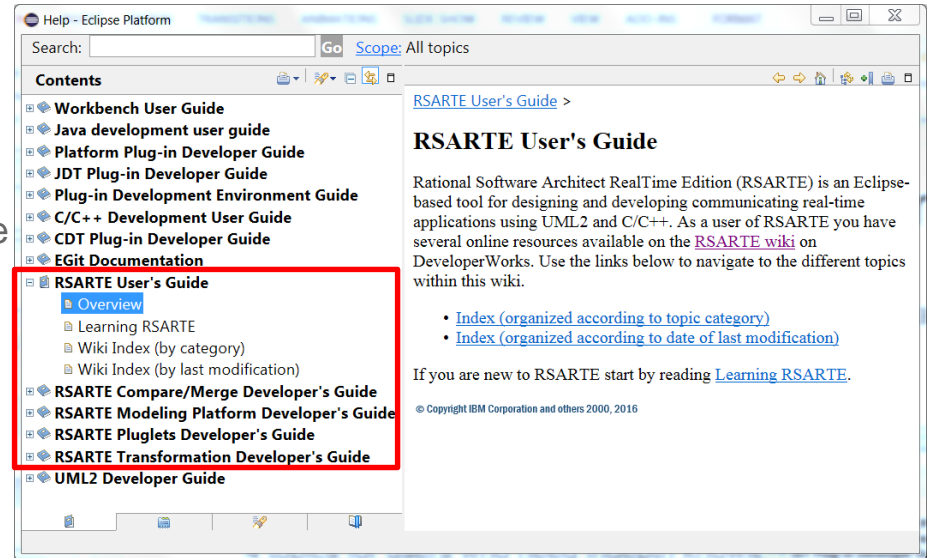 Help - Eclipse Platform
Search:
Go
Scope: All topics
Contents
Workbench User Guide
Java development user guide
Platform Plug-in Developer Guide
JDT Plug-in Developer Guide
Plug-in Development Environment Guide
C/C++ Development User Guide
CDT Plug-in Developer Guide
EGit Documentation
RSARTE User's Guide
Overview
Learning RSARTE
Wiki Index (by category)
Wiki Index (by last modification)
RSARTE Compare/Merge Developer's Guide
RSARTE Modeling Platform Developer's Guide
RSARTE Pluglets Developer's Guide
RSARTE Transformation Developer's Guide
UML2 Developer Guide
RSARTE User's Guide >
RSARTE User's Guide
Rational Software Architect RealTime Edition (RSARTE) is an Eclipse-
based tool for designing and developing communicating real-time
applications using UML2 and C/C++. As a user of RSARTE you have
several online resources available on the RSARTE wiki on
DeveloperWorks. Use the links below to navigate to the different topics
within this wiki.
• Index (organized according to topic category)
• Index (organized according to date of last modification)
If you are new to RSARTE start by reading Learning RSARTE.
© Copyright IBM Corporation and others 2000, 2016